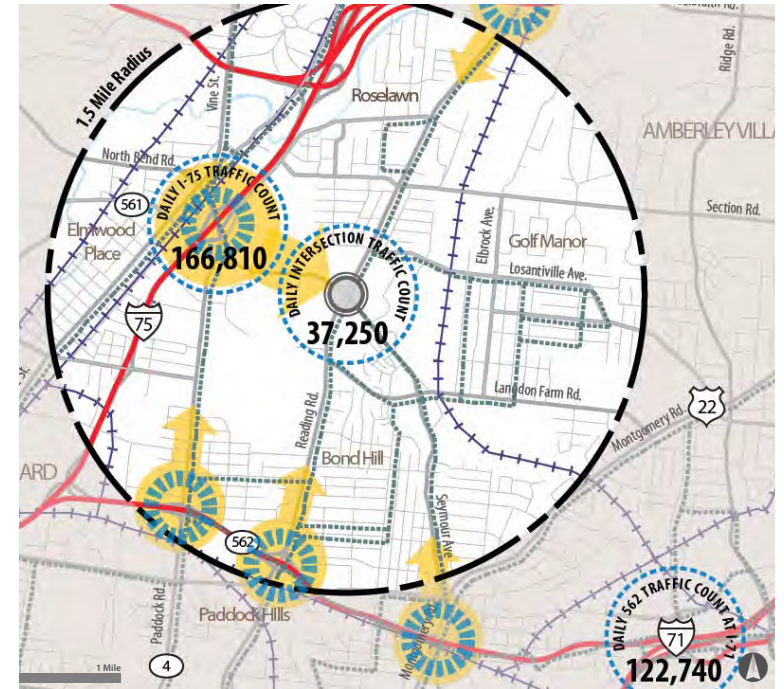 Ridge Rd.
1.5 Mile Radius
Vine St.
Roselawn
AMBERLEY VILLA
North Bend Rd.
DAILY I-75 TRAFFIC COUNT
166,810
561
Elmwood
Place
Section Rd.
Elbrock Ave.
Golf Manor
Losantiville Ave.
DAILY INTERSECTION TRAFFIC COUNT
37,250
75
Langdon Farm Rd.
22
Montgomery Rd.
Reading Rd.
Bond Hill
ARD
Seymour Ave.
562
Paddock Hills
Paddock Rd.
Montgomery Rd.
DAILY 562 TRAFFIC COUNT AT I-71
71
122,740
1 Mile
4